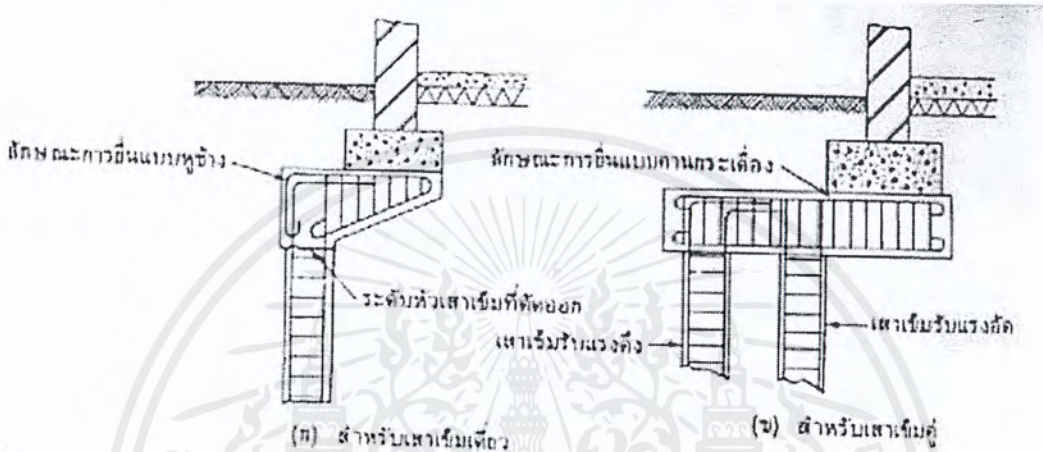 ลักษณะการยื่นแบบหูช้าง
ระดับหัวเสาเข็มที่ตัดออก
(ก) สำหรับเสาเข็มเดี่ยว
ลักษณะการยื่นแบบคานกระเดื่อง
เสาเข็มรับแรงดึง
เสาเข็มรับแรงอัด
(ข) สำหรับเสาเข็มคู่